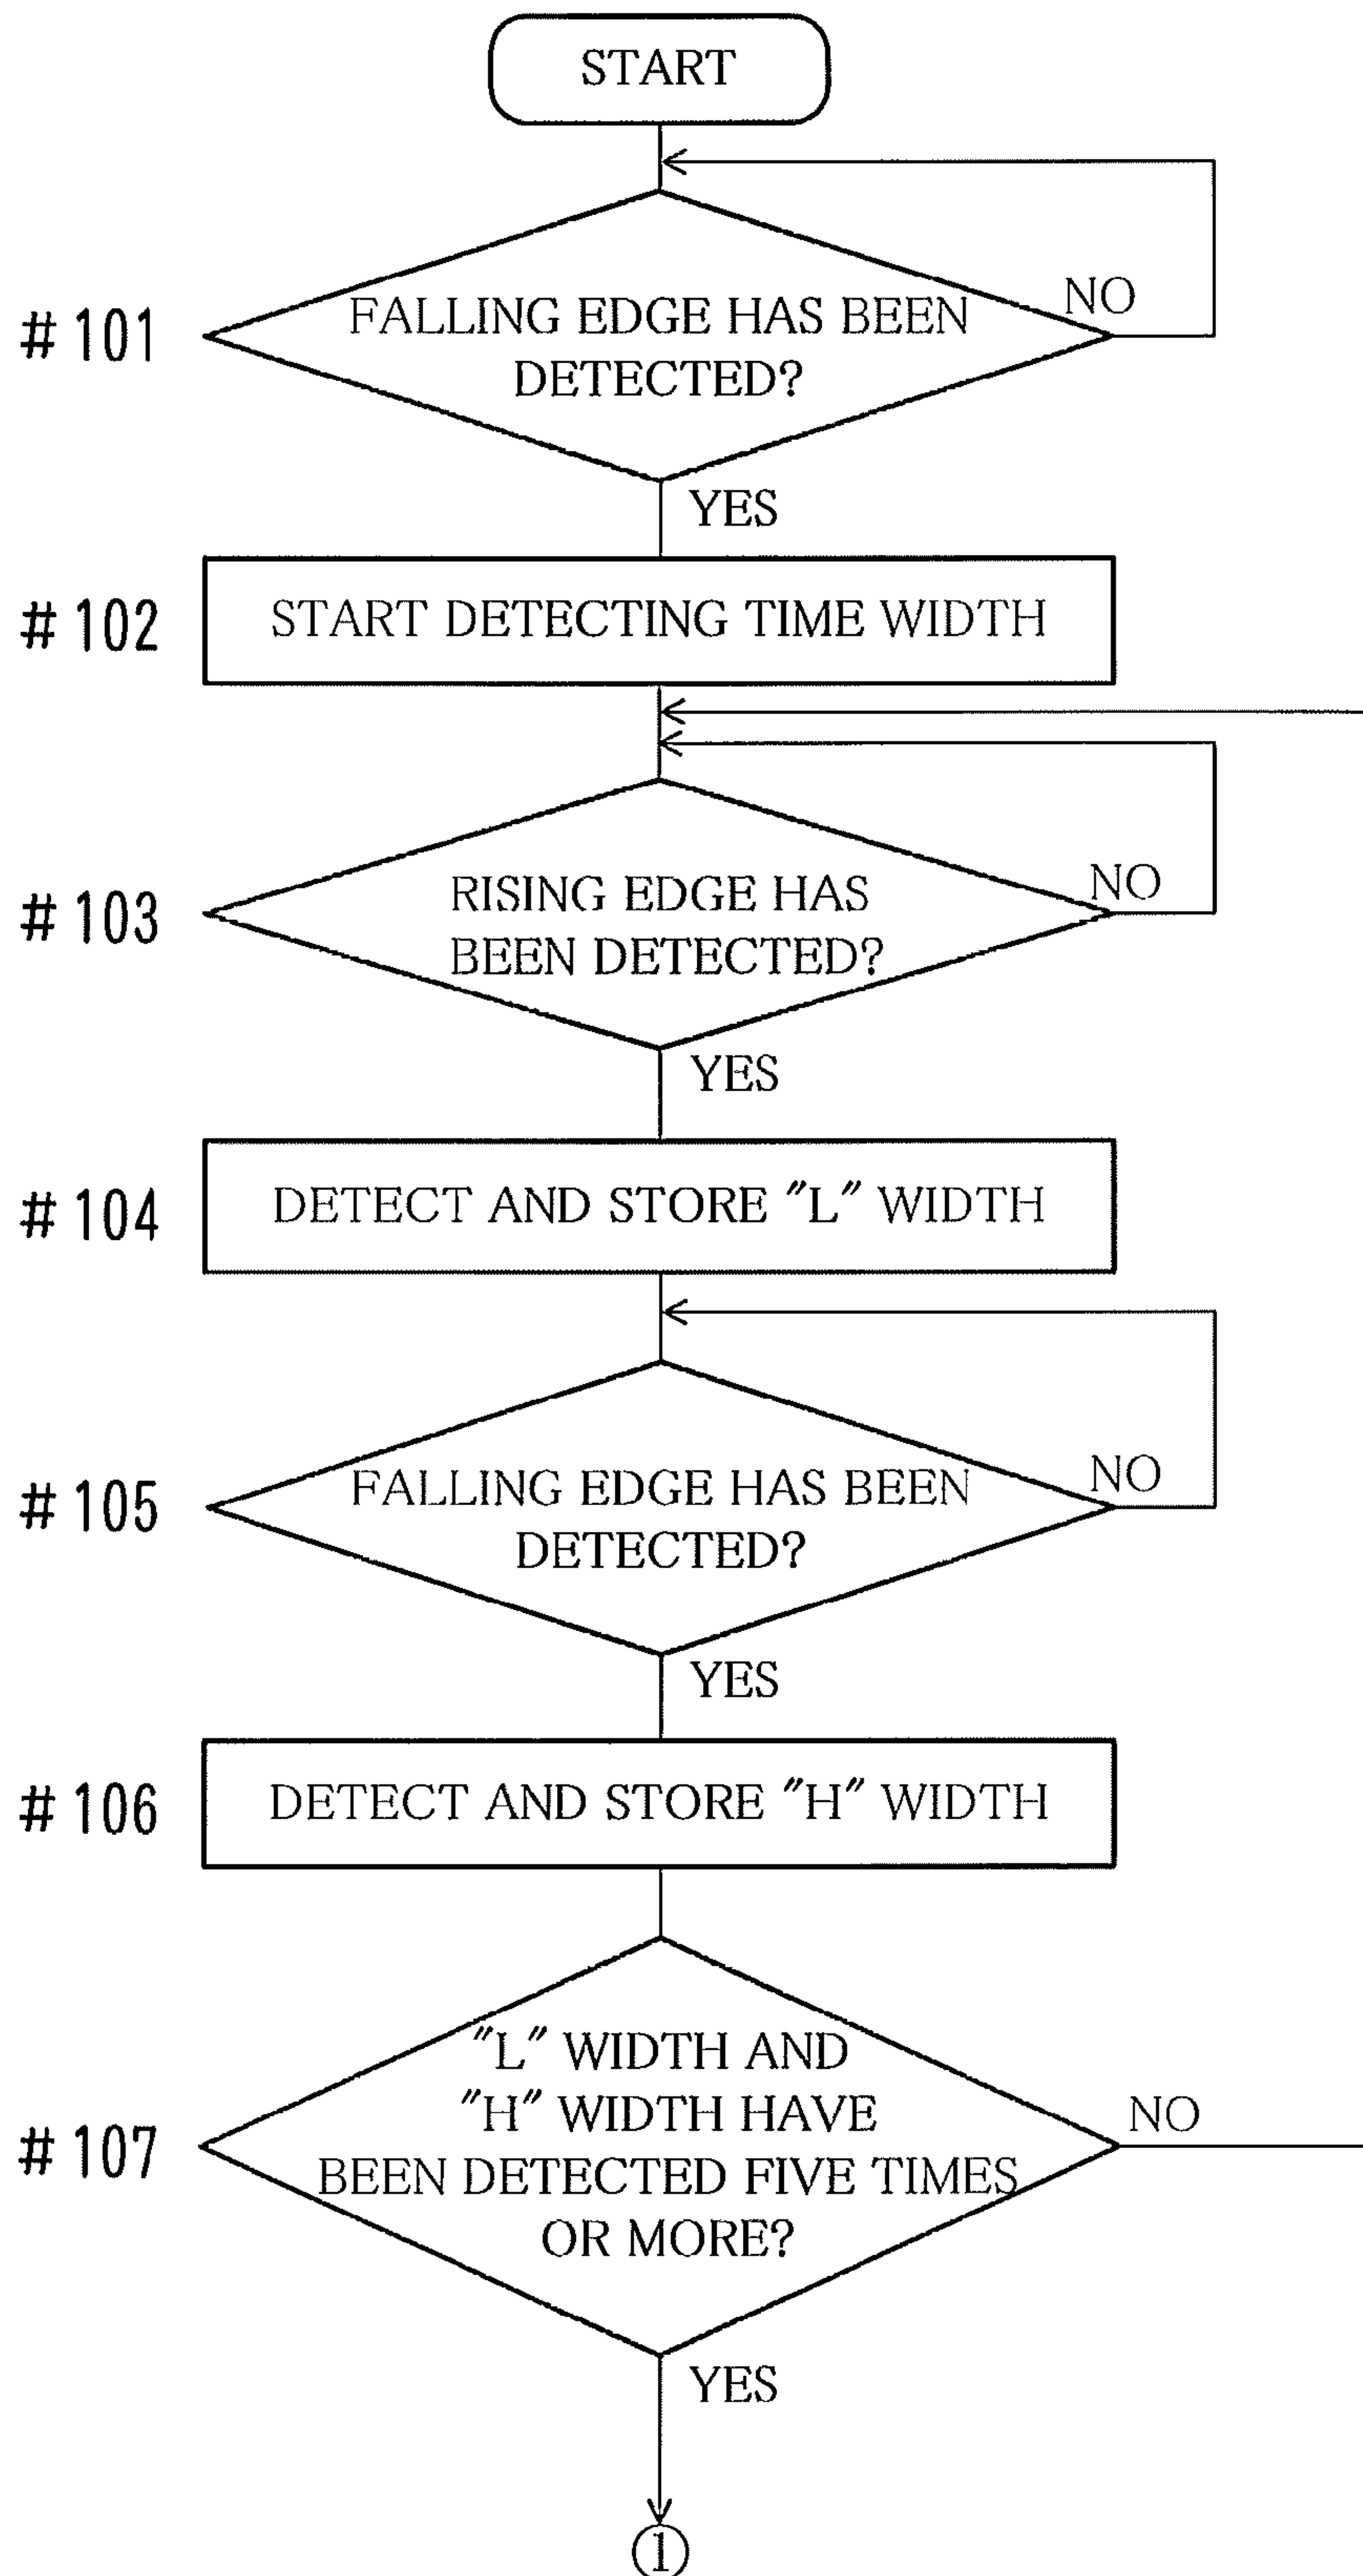 START
NO
#101
FALLING EDGE HAS BEEN
DETECTED?
YES
#102
START DETECTING TIME WIDTH
NO
#103
RISING EDGE HAS
BEEN DETECTED?
YES
#104
DETECT AND STORE "L" WIDTH
NO
#105
FALLING EDGE HAS BEEN
DETECTED?
YES
#106
DETECT AND STORE "H" WIDTH
"L" WIDTH AND
"H" WIDTH HAVE
NO
#107
BEEN DETECTED FIVE TIMES
OR MORE?
YES
①